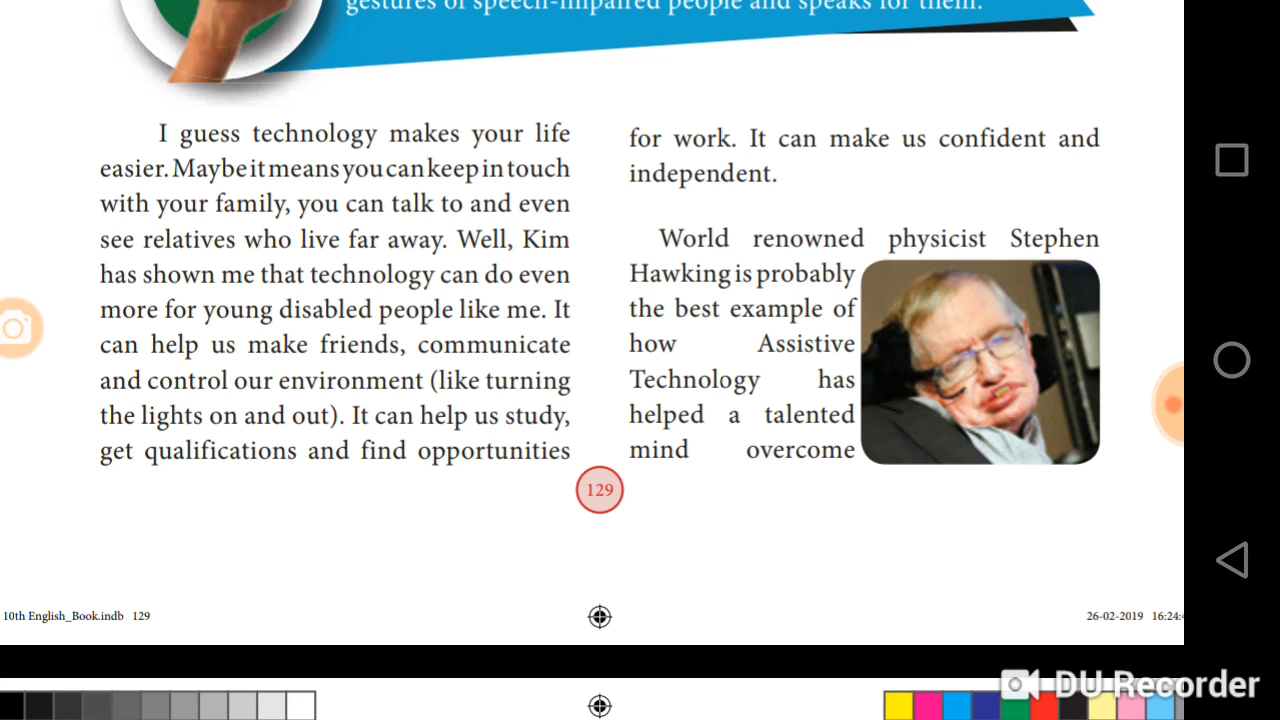 gestures of speech-impaired people and speaks for them.
I guess technology makes your life
easier. Maybe it means you can keep in touch
with your family, you can talk to and even
see relatives who live far away. Well, Kim
has shown me that technology can do even
more for young disabled people like me. It
can help us make friends, communicate
and control our environment (like turning
the lights on and out). It can help us study,
get qualifications and find opportunities
for work. It can make us confident and
independent.
World renowned physicist Stephen
Hawking is probably
the best example of
how Assistive
Technology has
helped a talented
mind overcome
129
10th English_Book.indb 129
26-02-2019 16:24:4
DU Recorder